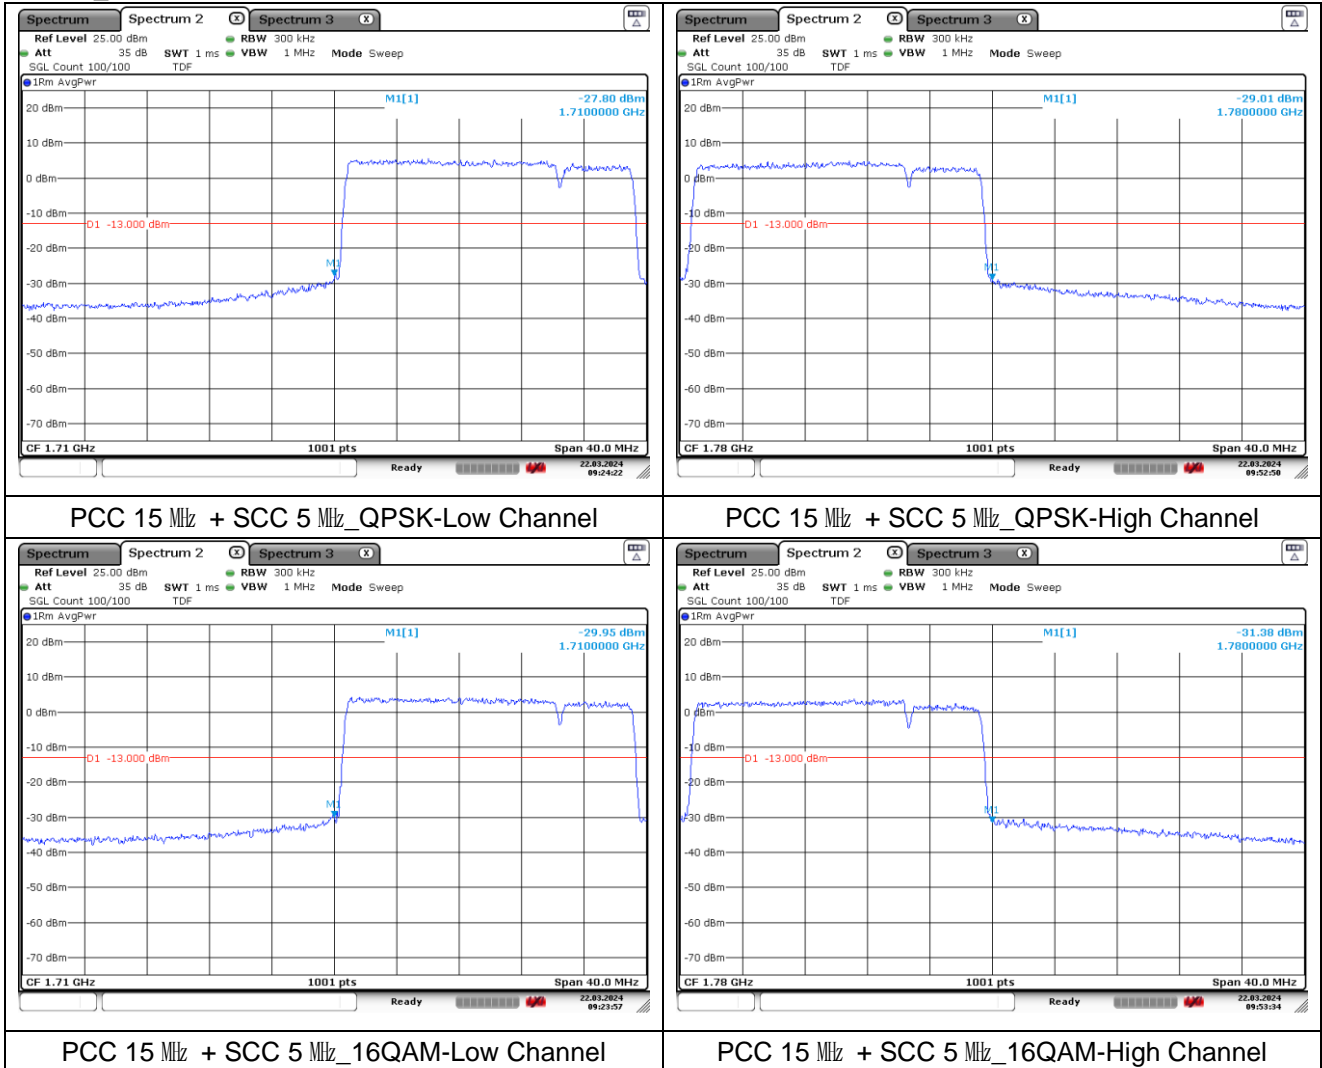 Spectrum Spectrum 2 X Spectrum 3 X
Ref Level 25.00 dBm RBW 300 kHz
Att 35 dB SWT 1 ms VBW 1 MHz Mode Sweep
SGL Count 100/100 TDF
1Rm AvgPwr
M1[1] -27.80 dBm
1.7100000 GHz
20 dBm
10 dBm
0 dBm
-10 dBm
D1 -13.000 dBm
-20 dBm
M1
-30 dBm
-40 dBm
-50 dBm
-60 dBm
-70 dBm
CF 1.71 GHz 1001 pts Span 40.0 MHz
Ready 22.03.2024
09:24:22
PCC 15 ㎒ + SCC 5 ㎒_QPSK-Low Channel
Spectrum Spectrum 2 X Spectrum 3 X
Ref Level 25.00 dBm RBW 300 kHz
Att 35 dB SWT 1 ms VBW 1 MHz Mode Sweep
SGL Count 100/100 TDF
1Rm AvgPwr
M1[1] -29.01 dBm
1.7800000 GHz
20 dBm
10 dBm
0 dBm
-10 dBm
D1 -13.000 dBm
-20 dBm
M1
-30 dBm
-40 dBm
-50 dBm
-60 dBm
-70 dBm
CF 1.78 GHz 1001 pts Span 40.0 MHz
Ready 22.03.2024
09:52:50
PCC 15 ㎒ + SCC 5 ㎒_QPSK-High Channel
Spectrum Spectrum 2 X Spectrum 3 X
Ref Level 25.00 dBm RBW 300 kHz
Att 35 dB SWT 1 ms VBW 1 MHz Mode Sweep
SGL Count 100/100 TDF
1Rm AvgPwr
M1[1] -29.95 dBm
1.7100000 GHz
20 dBm
10 dBm
0 dBm
-10 dBm
D1 -13.000 dBm
-20 dBm
M1
-30 dBm
-40 dBm
-50 dBm
-60 dBm
-70 dBm
CF 1.71 GHz 1001 pts Span 40.0 MHz
Ready 22.03.2024
09:23:57
PCC 15 ㎒ + SCC 5 ㎒_16QAM-Low Channel
Spectrum Spectrum 2 X Spectrum 3 X
Ref Level 25.00 dBm RBW 300 kHz
Att 35 dB SWT 1 ms VBW 1 MHz Mode Sweep
SGL Count 100/100 TDF
1Rm AvgPwr
M1[1] -31.38 dBm
1.7800000 GHz
20 dBm
10 dBm
0 dBm
-10 dBm
D1 -13.000 dBm
-20 dBm
M1
-30 dBm
-40 dBm
-50 dBm
-60 dBm
-70 dBm
CF 1.78 GHz 1001 pts Span 40.0 MHz
Ready 22.03.2024
09:53:34
PCC 15 ㎒ + SCC 5 ㎒_16QAM-High Channel